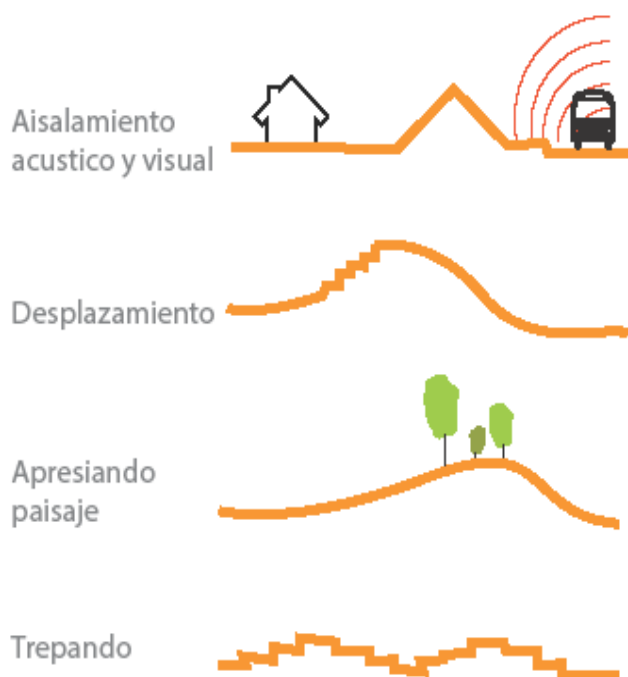 Aisalamiento
acustico y visual
Desplazamiento
Apresiando
paisaje
Trepando